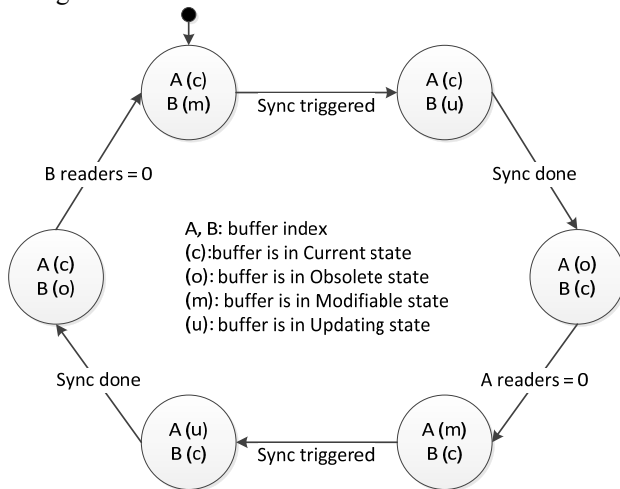 A (c)
B (m)
Sync triggered
A (c)
B (u)
B readers = 0
Sync done
A, B: buffer index
(c):buffer is in Current state
(o): buffer is in Obsolete state
(m): buffer is in Modifiable state
(u): buffer is in Updating state
A (c)
B (o)
A (o)
B (c)
Sync done
A readers = 0
A (u)
B (c)
Sync triggered
A (m)
B (c)